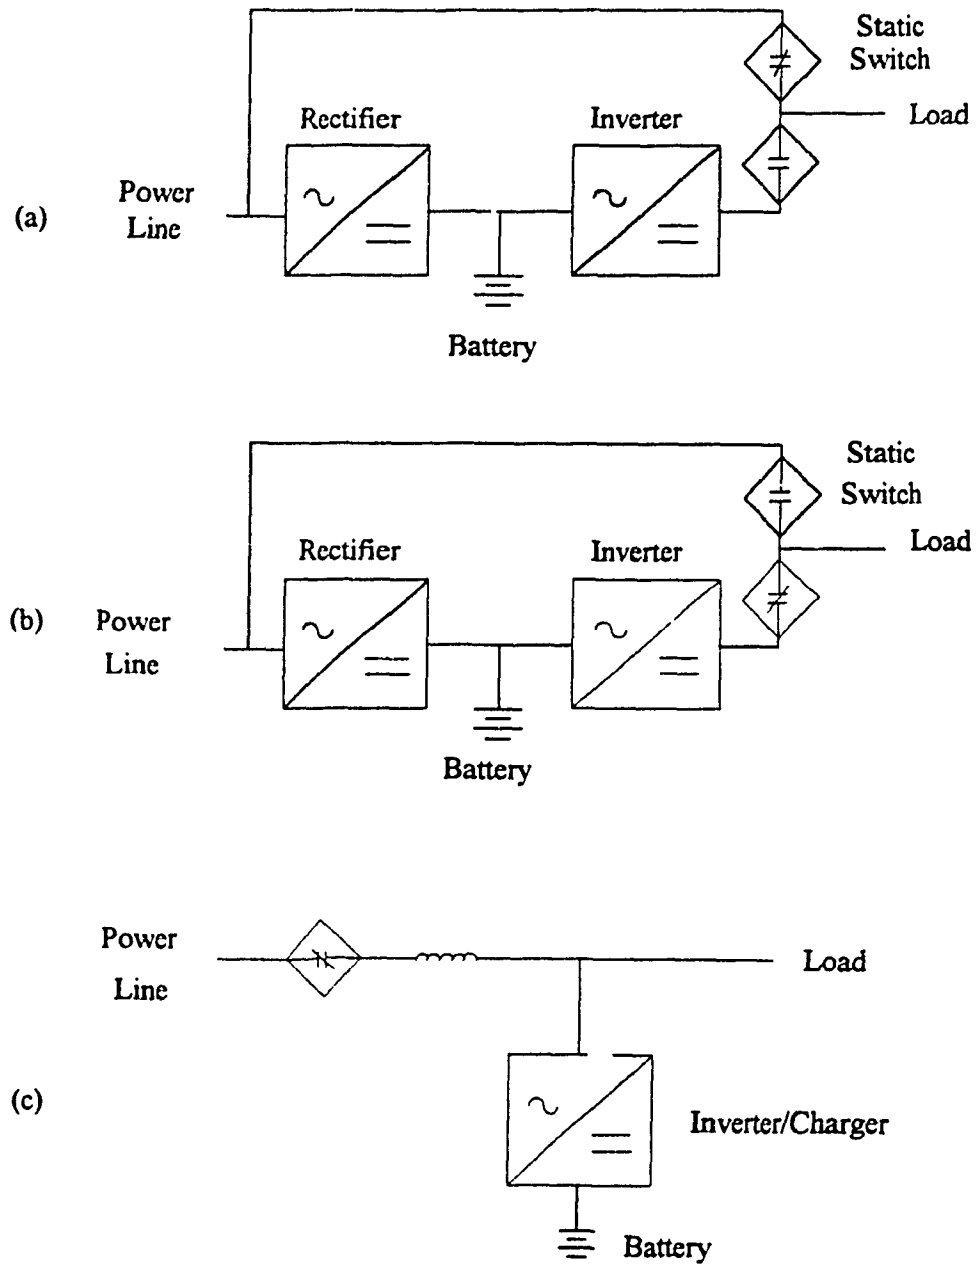 Static
Switch
Rectifier
Inverter
Load
Power
Line
(a)
Battery
Static
Switch
Rectifier
Inverter
Load
(b)
Power
Line
Battery
Power
Line
Load
(c)
Inverter/Charger
Battery